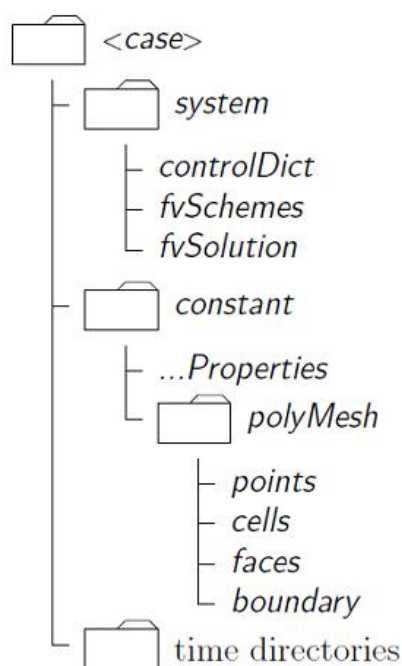 <case>
system
controlDict
fvSchemes
fvSolution
constant
...Properties
polyMesh
points
cells
faces
boundary
time directories